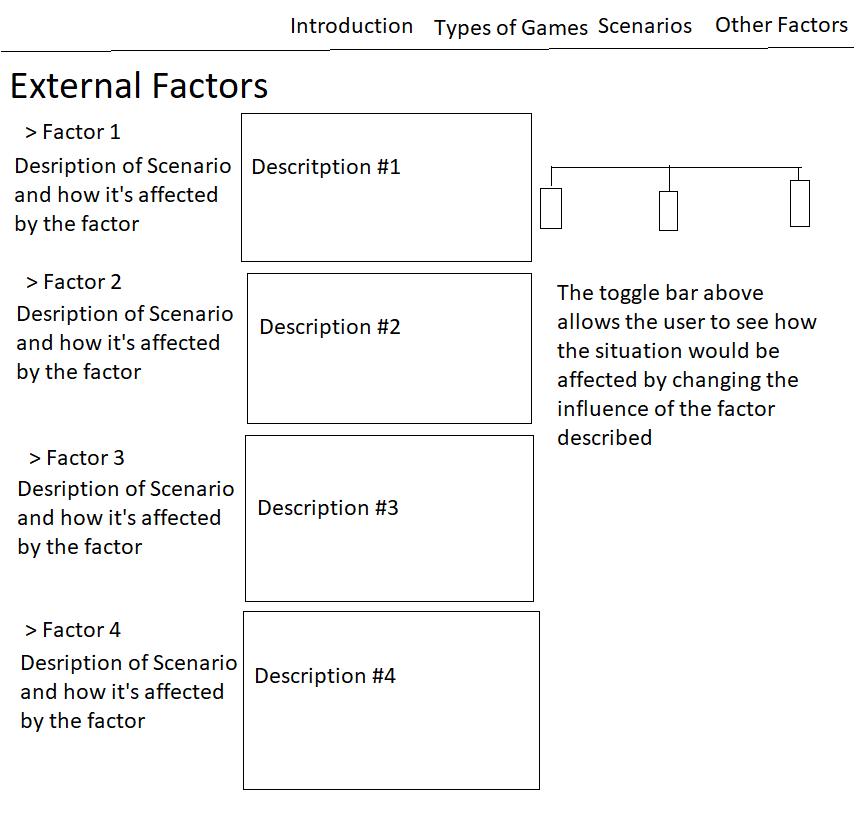 Introduction Types of Games Scenarios Other Factors
External Factors
> Factor 1
Desription of Scenario
and how it's affected
by the factor
Descritption #1
> Factor 2
Desription of Scenario
and how it's affected
by the factor
Description #2
The toggle bar above
allows the user to see how
the situation would be
affected by changing the
influence of the factor
described
> Factor 3
Desription of Scenario
and how it's affected
by the factor
Description #3
> Factor 4
Desription of Scenario
and how it's affected
by the factor
Description #4